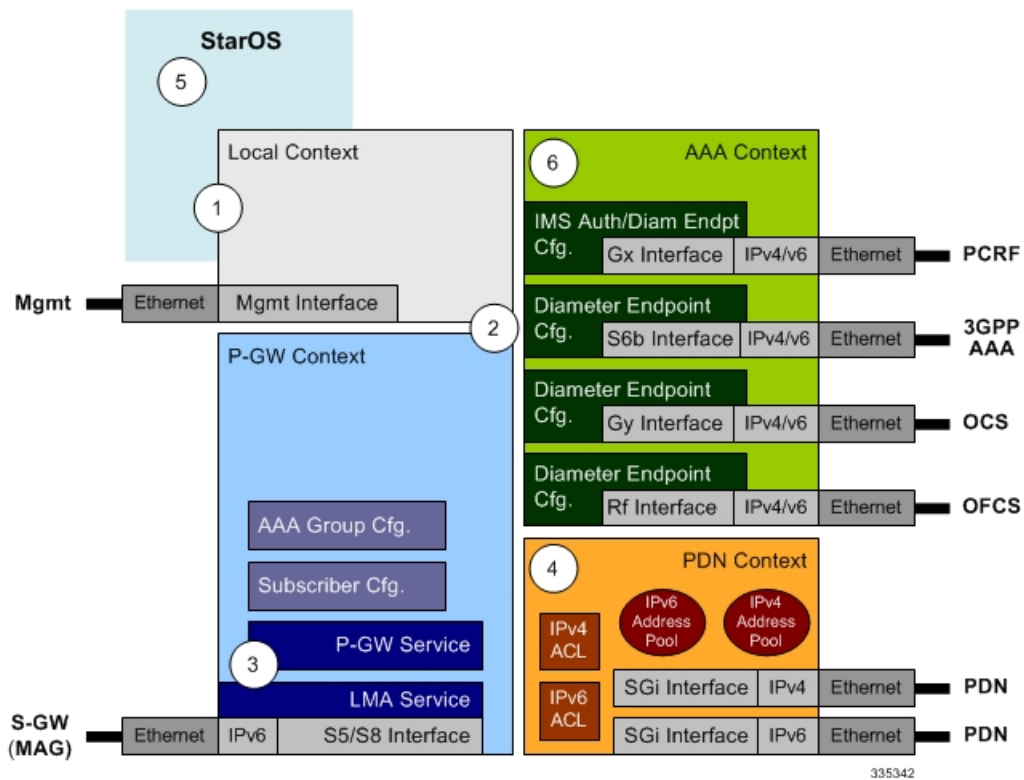 StarOS
5
Local Context
1
Mgmt
Ethernet
Mgmt Interface
2
P-GW Context
AAA Group Cfg.
Subscriber Cfg.
P-GW Service
3
LMA Service
S-GW
(MAG)
Ethernet
IPv6
S5/S8 Interface
6
AAA Context
IMS Auth/Diam Endpt
Cfg.
Gx Interface
IPv4/v6
Ethernet
PCRF
Diameter Endpoint
Cfg.
S6b Interface
IPv4/v6
Ethernet
3GPP
AAA
Diameter Endpoint
Cfg.
Gy Interface
IPv4/v6
Ethernet
OCS
Diameter Endpoint
Cfg.
Rf Interface
IPv4/v6
Ethernet
OFCS
4
PDN Context
IPv6
Address
Pool
IPv4
Address
Pool
IPv4
ACL
IPv6
ACL
SGi Interface
IPv4
Ethernet
PDN
SGi Interface
IPv6
Ethernet
PDN
335342